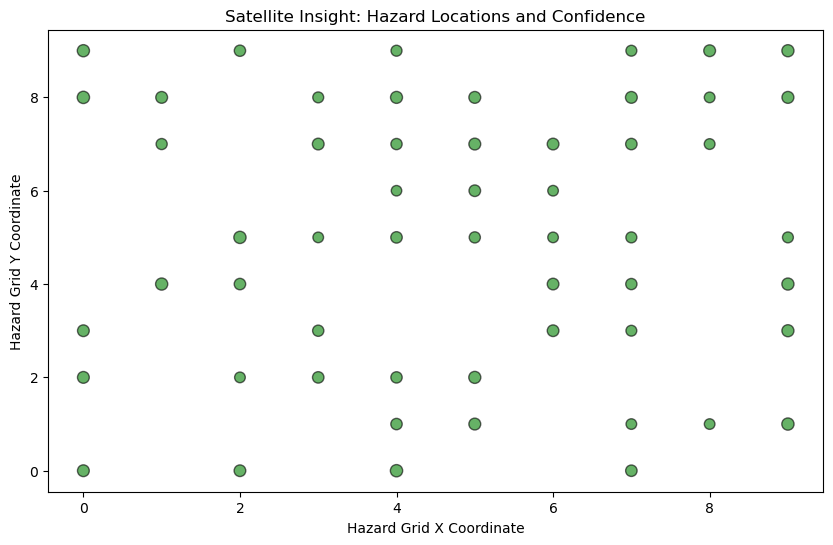 Satellite Insight: Hazard Locations and Confidence
Hazard Grid Y Coordinate
8
6
4
2
0
0 2 4 6 8
Hazard Grid X Coordinate